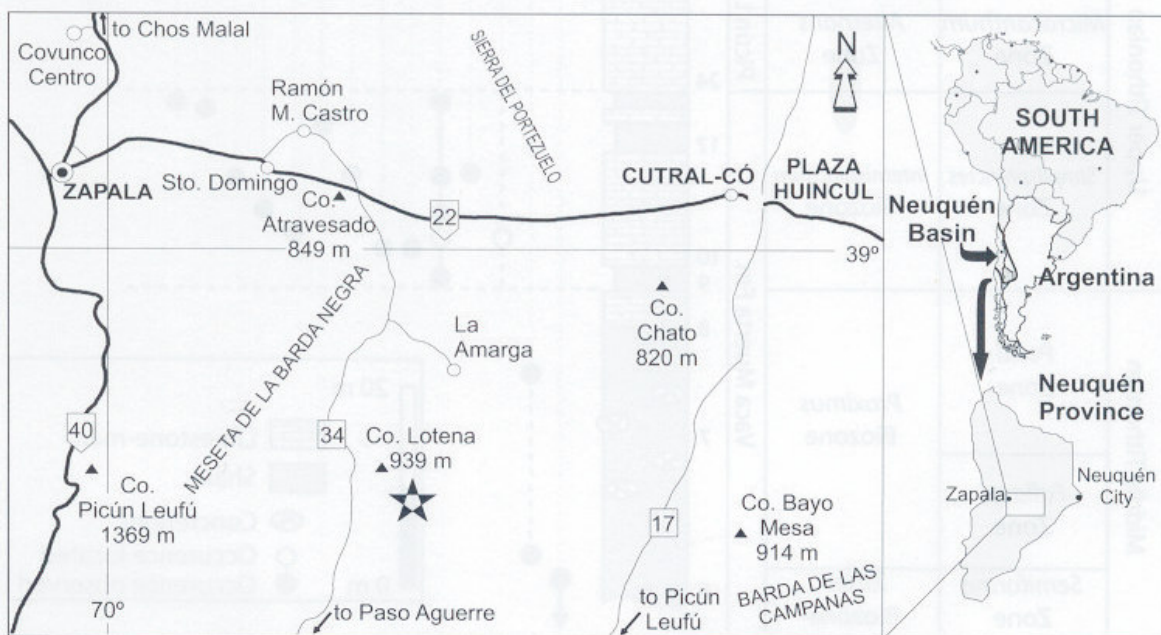 to Chos Malal
Covunco
Centro
Ramón
M. Castro
SIERRA DEL PORTEZUELO
N
ZAPALA
Sto. Domingo
Co.
Atravesado
849 m
22
CUTRAL-CÓ
PLAZA
HUINCUL
39º
MESETA DE LA BARDA NEGRA
La
Amarga
Co.
Chato
820 m
40
Co.
Picún Leufú
1369 m
34
Co. Lotena
939 m
17
Co. Bayo
Mesa
914 m
70º
to Paso Aguerre
to Picún
Leufú
BARDA DE LAS
CAMPANAS
SOUTH
AMERICA
Neuquén
Basin
Argentina
Neuquén
Province
Zapala
Neuquén
City